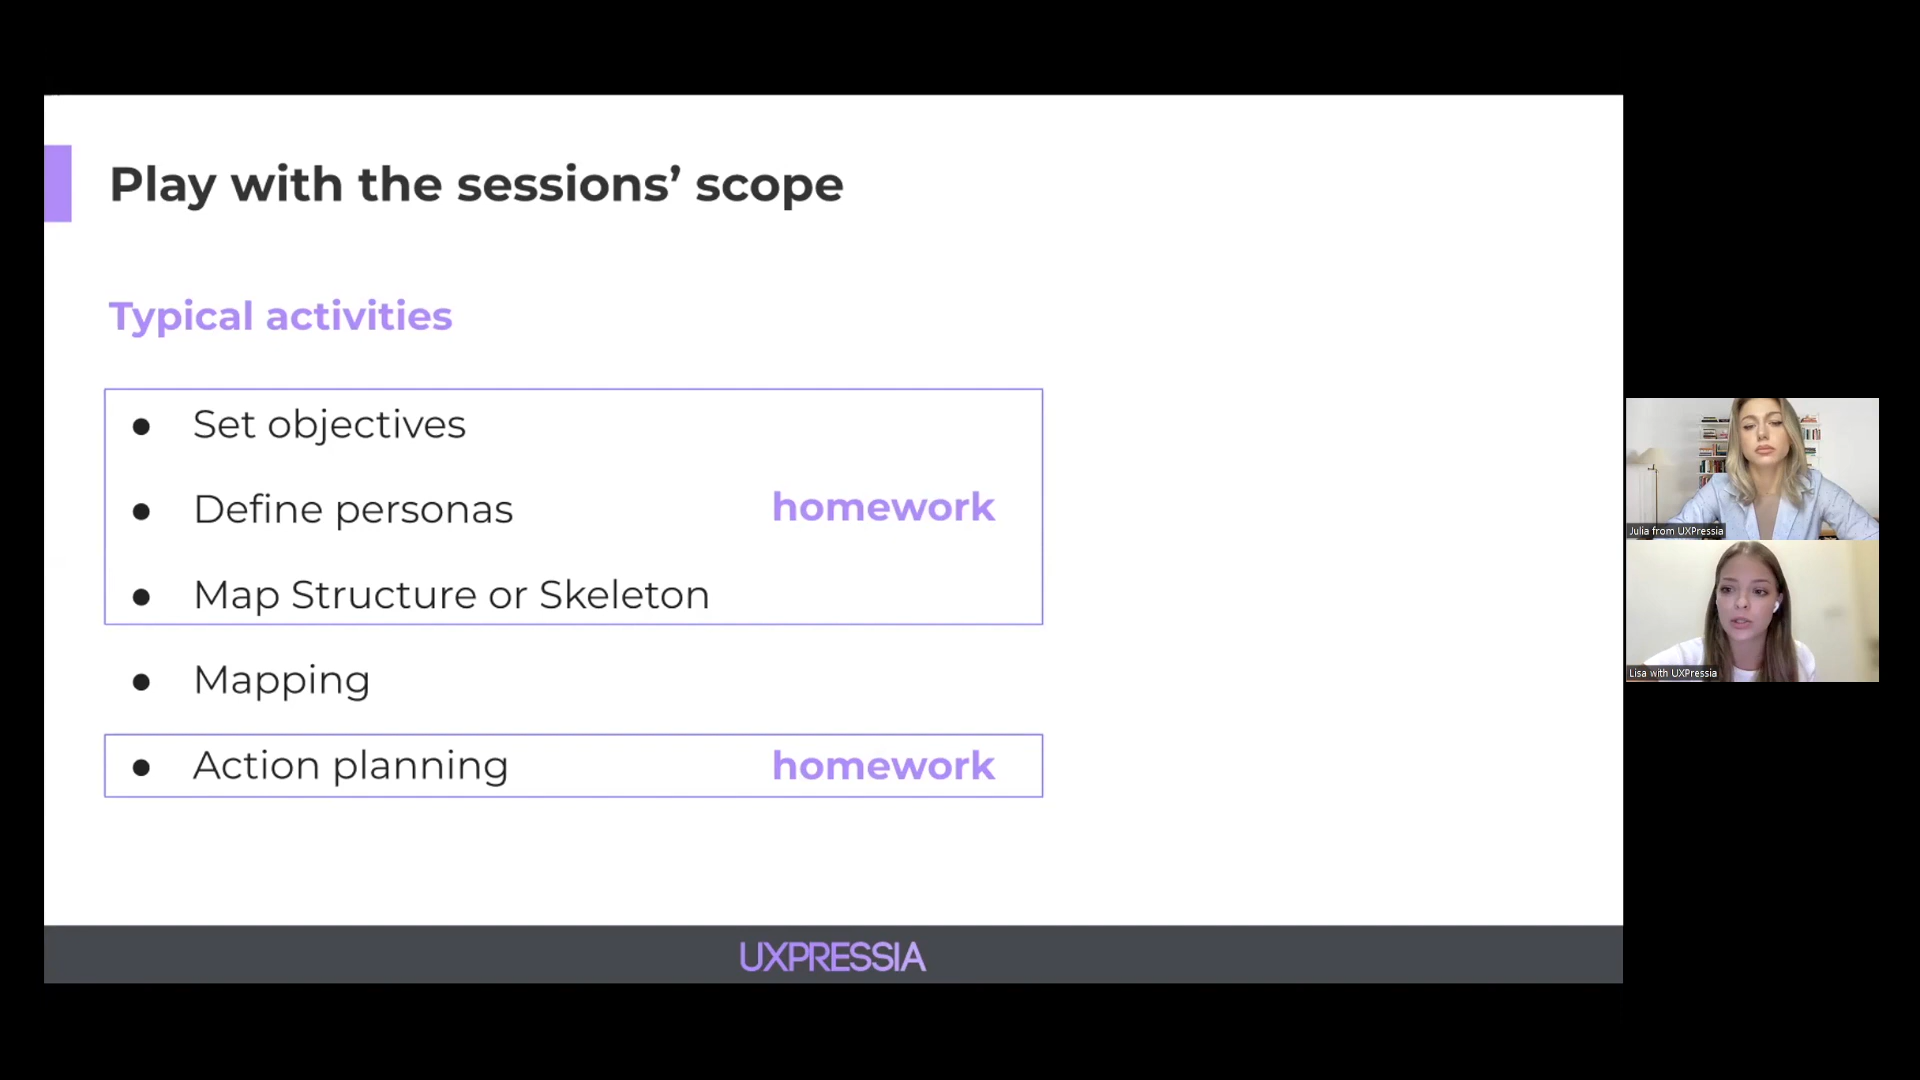 Play with the sessions’ scope
Typical activities
● Set objectives
● Define personas homework
● Map Structure or Skeleton
● Mapping
● Action planning homework
UXPRESSIA
Julia from UXPressia
Lisa with UXPressia